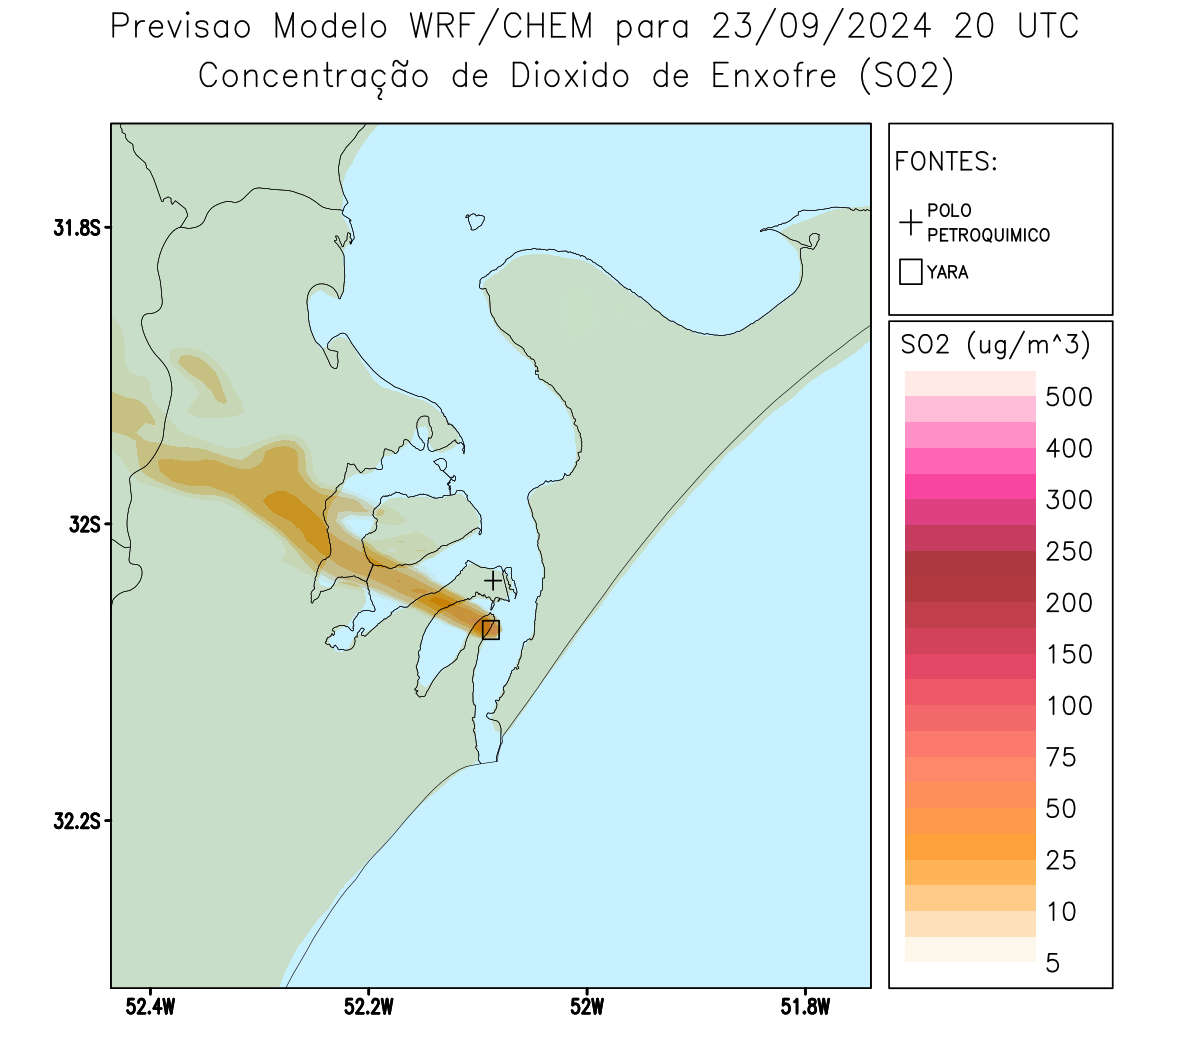 Previsao Modelo WRF/CHEM para 23/09/2024 20 UTC
Concentração de Dioxido de Enxofre (SO2)
FONTES:
POLO
PETROQUIMICO
YARA
SO2 (ug/m^3)
500
400
300
250
200
150
100
75
50
25
10
5
31.8S
32S
32.2S
52.4W
52.2W
52W
51.8W